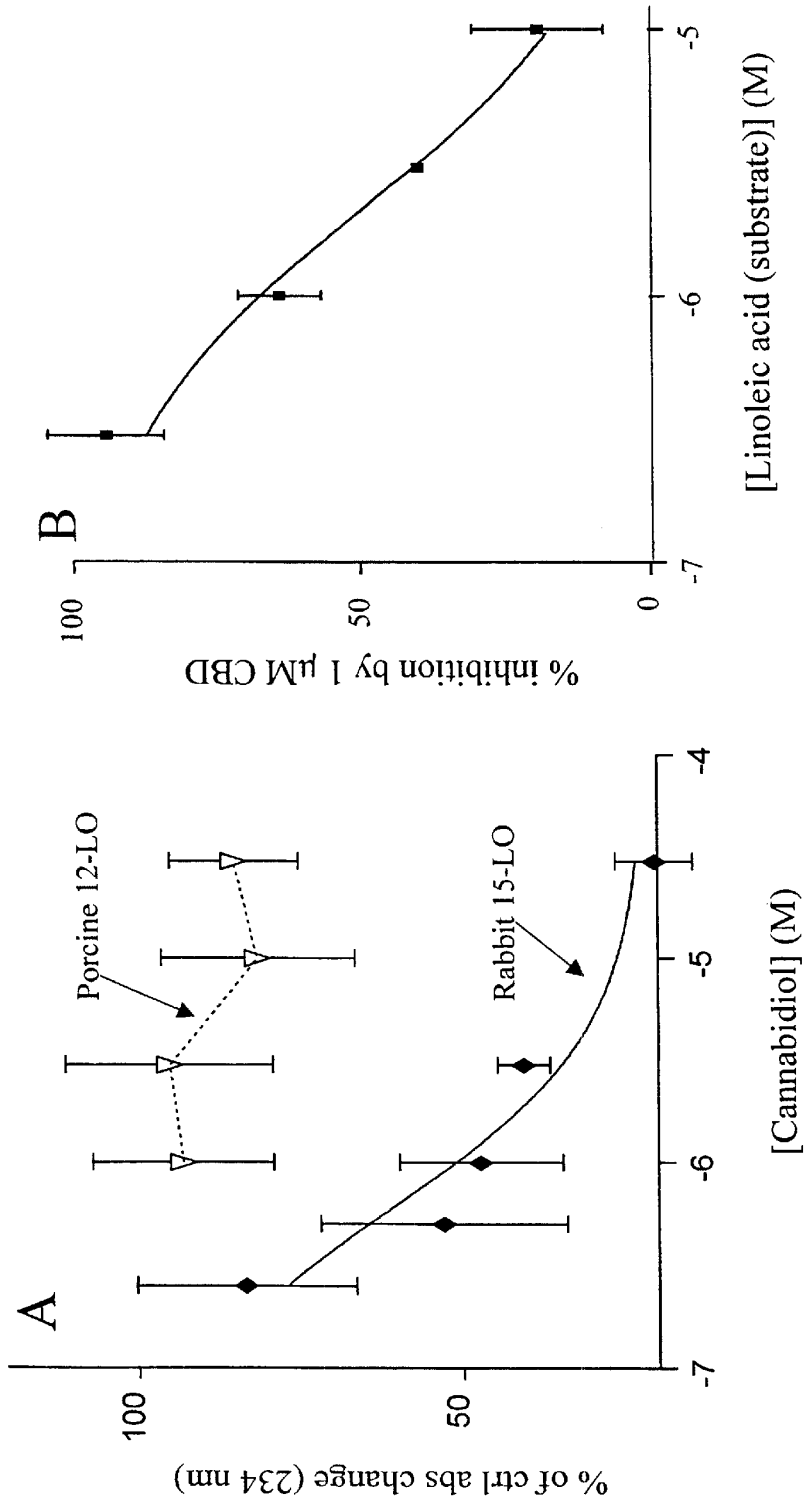 A
% of ctrl abs change (234 nm)
100
50
Porcine 12-LO
Rabbit 15-LO
-7
-6
-5
-4
[Cannabidiol] (M)
B
% inhibition by 1 µM CBD
100
50
0
-7
-6
-5
[Linoleic acid (substrate)] (M)